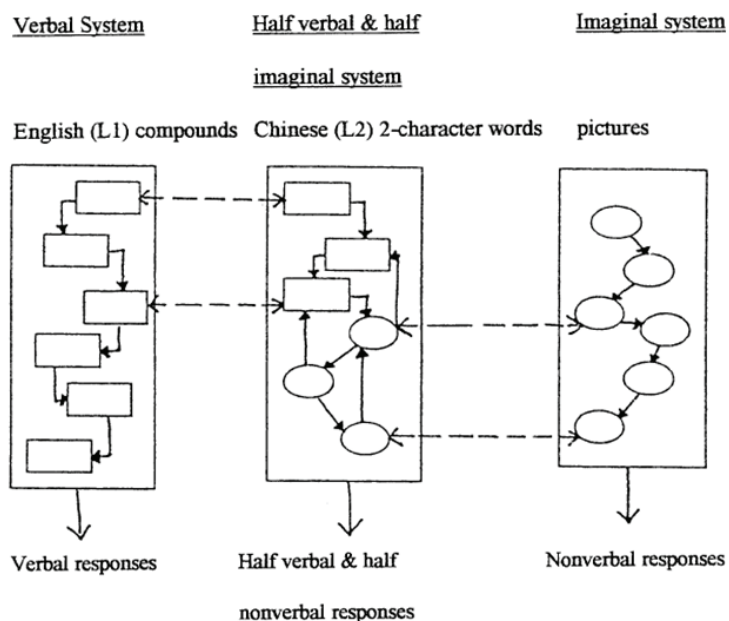 Verbal System
Half verbal & half
imaginal system
Imaginal system
English (L1) compounds
Chinese (L2) 2-character words
pictures
Verbal responses
Half verbal & half
nonverbal responses
Nonverbal responses